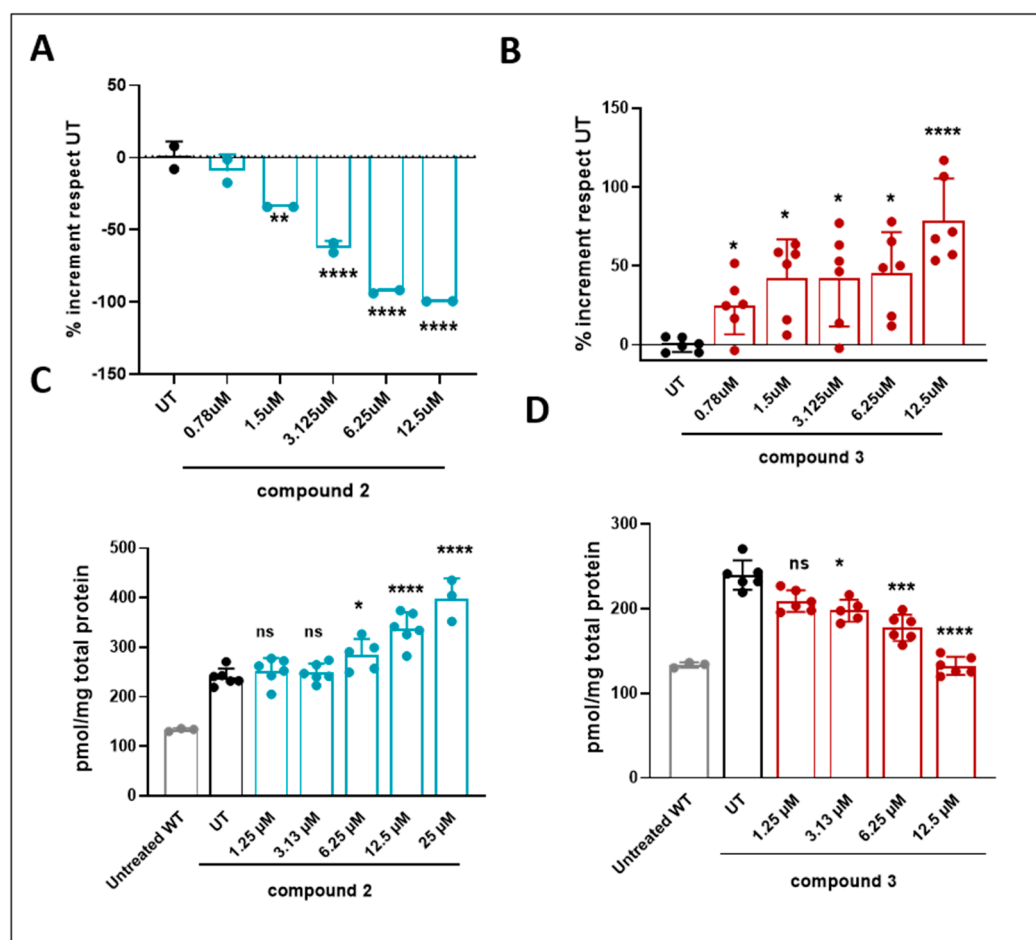 A
% increment respect UT
50
0
-50
-100
-150
**
****
****
****
UT
0.78uM
1.5uM
3.125uM
6.25uM
12.5uM
compound 2
B
% increment respect UT
150
100
50
0
*
*
*
*
****
UT
0.78uM
1.5uM
3.125uM
6.25uM
12.5uM
compound 3
C
pmol/mg total protein
500
400
300
200
100
0
ns
ns
*
****
****
Untreated WT
UT
1.25 µM
3.13 µM
6.25 µM
12.5 µM
25 µM
compound 2
D
pmol/mg total protein
300
200
100
0
ns
*
***
****
Untreated WT
UT
1.25 µM
3.13 µM
6.25 µM
12.5 µM
compound 3